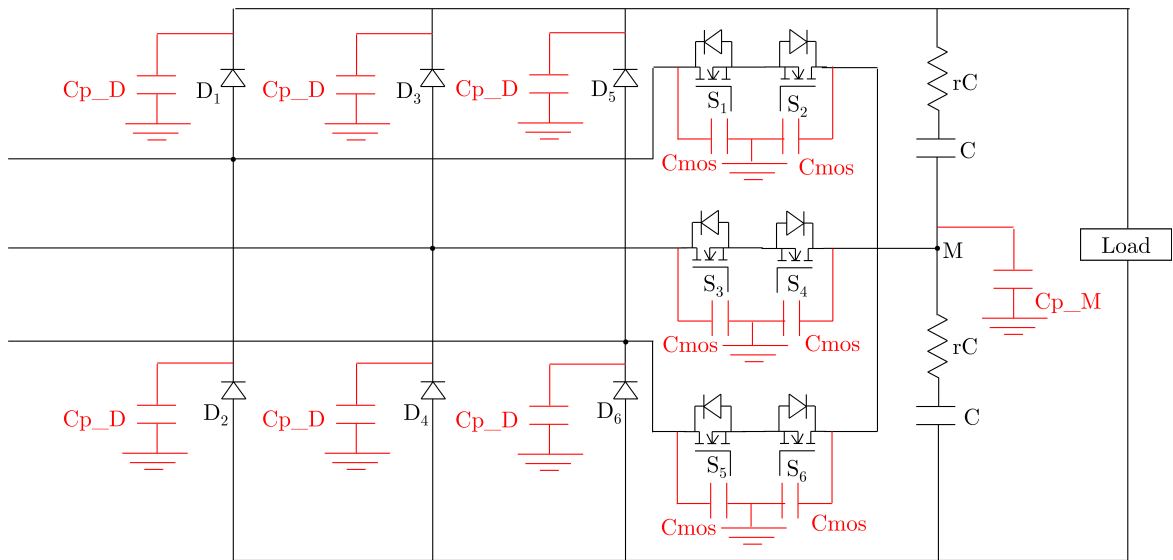 Cp_D
D1
Cp_D
D3
Cp_D
D5
S1
S2
Cmos
Cmos
rC
C
S3
S4
Cmos
Cmos
M
Load
Cp_M
rC
C
Cp_D
D2
Cp_D
D4
Cp_D
D6
S5
S6
Cmos
Cmos